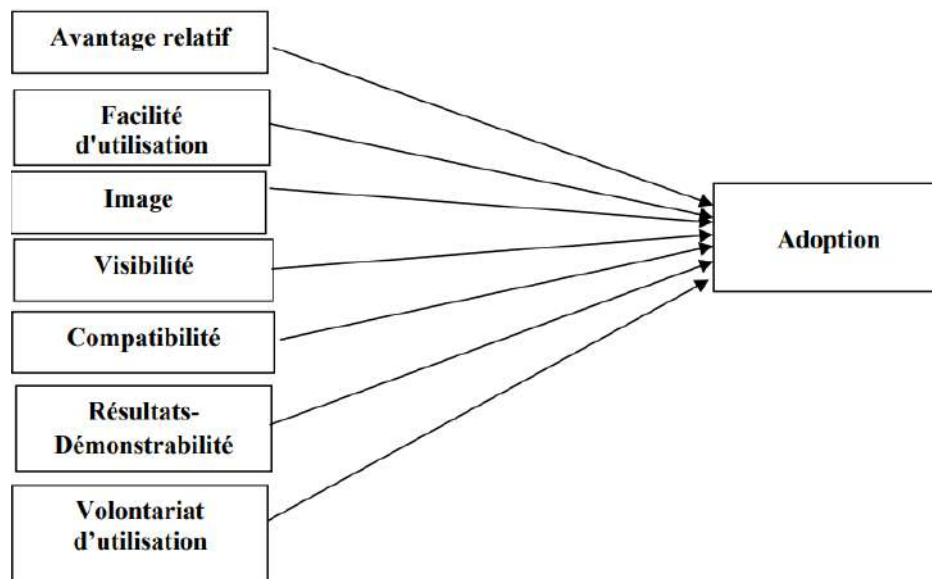 Avantage relatif
Facilité
d'utilisation
Image
Visibilité
Compatibilité
Résultats-
Démonstrabilité
Volontariat
d’utilisation
Adoption